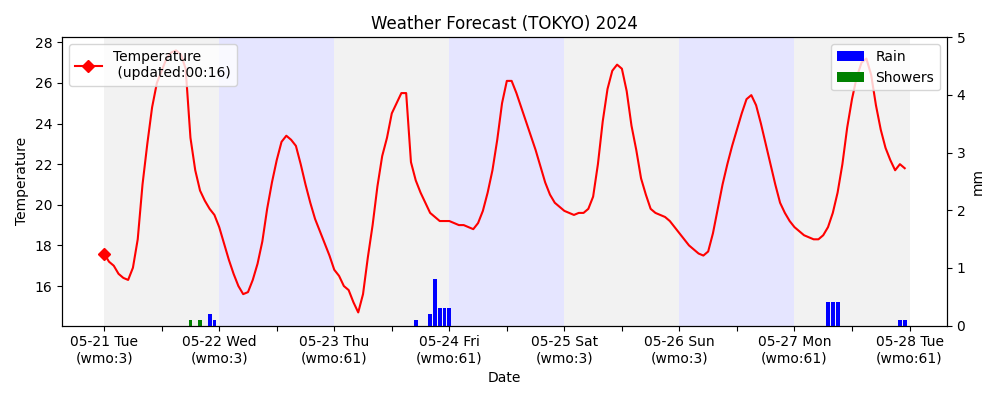 Weather Forecast (TOKYO) 2024
Temperature
(updated:00:16)
Rain
Showers
28
26
24
22
20
18
16
Temperature
5
4
3
2
1
0
mm
05-21 Tue
(wmo:3)
05-22 Wed
(wmo:3)
05-23 Thu
(wmo:61)
05-24 Fri
(wmo:61)
05-25 Sat
(wmo:3)
05-26 Sun
(wmo:3)
05-27 Mon
(wmo:61)
05-28 Tue
(wmo:61)
Date